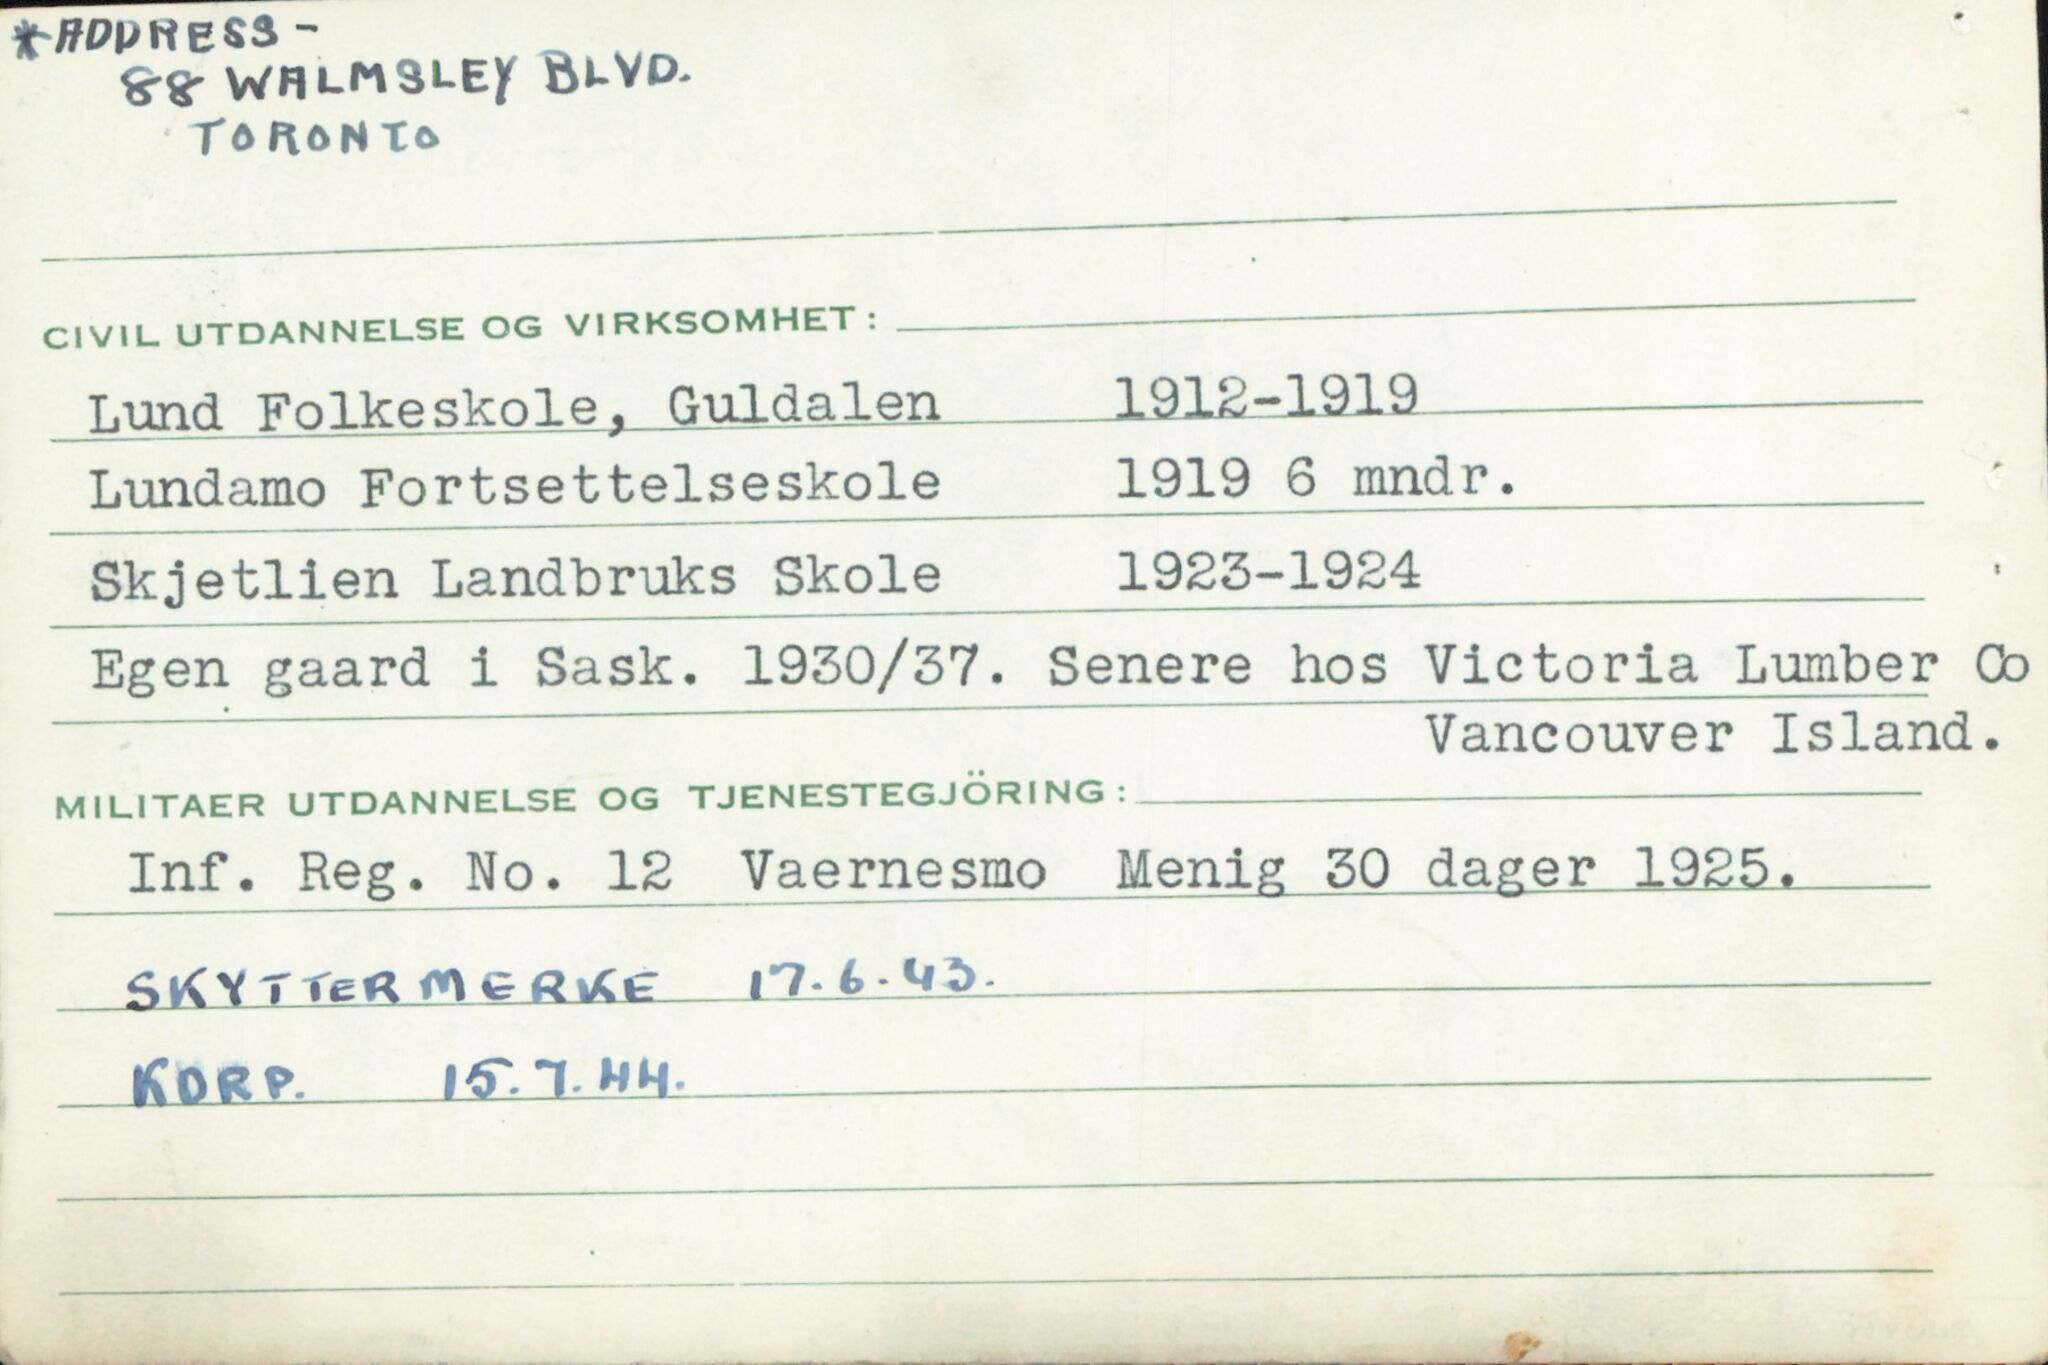 *ADDRESS -
88 WALMSLEY BLVD.
TORONTO
CIVIL UTDANNELSE OG VIRKSOMHET:
Lund Folkeskole, Guldalen 1912-1919
Lundamo Fortsettelseskole 1919 6 mndr.
Skjetlien Landbruks Skole 1923-1924
Egen gaard i Sask. 1930/37. Senere hos Victoria Lumber Co
Vancouver Island.
MILITAER UTDANNELSE OG TJENESTEGJÖRING:
Inf. Reg. No. 12 Vaernesmo Menig 30 dager 1925.
SKYTTERMERKE 17.6.43.
KORP. 15.7.44.